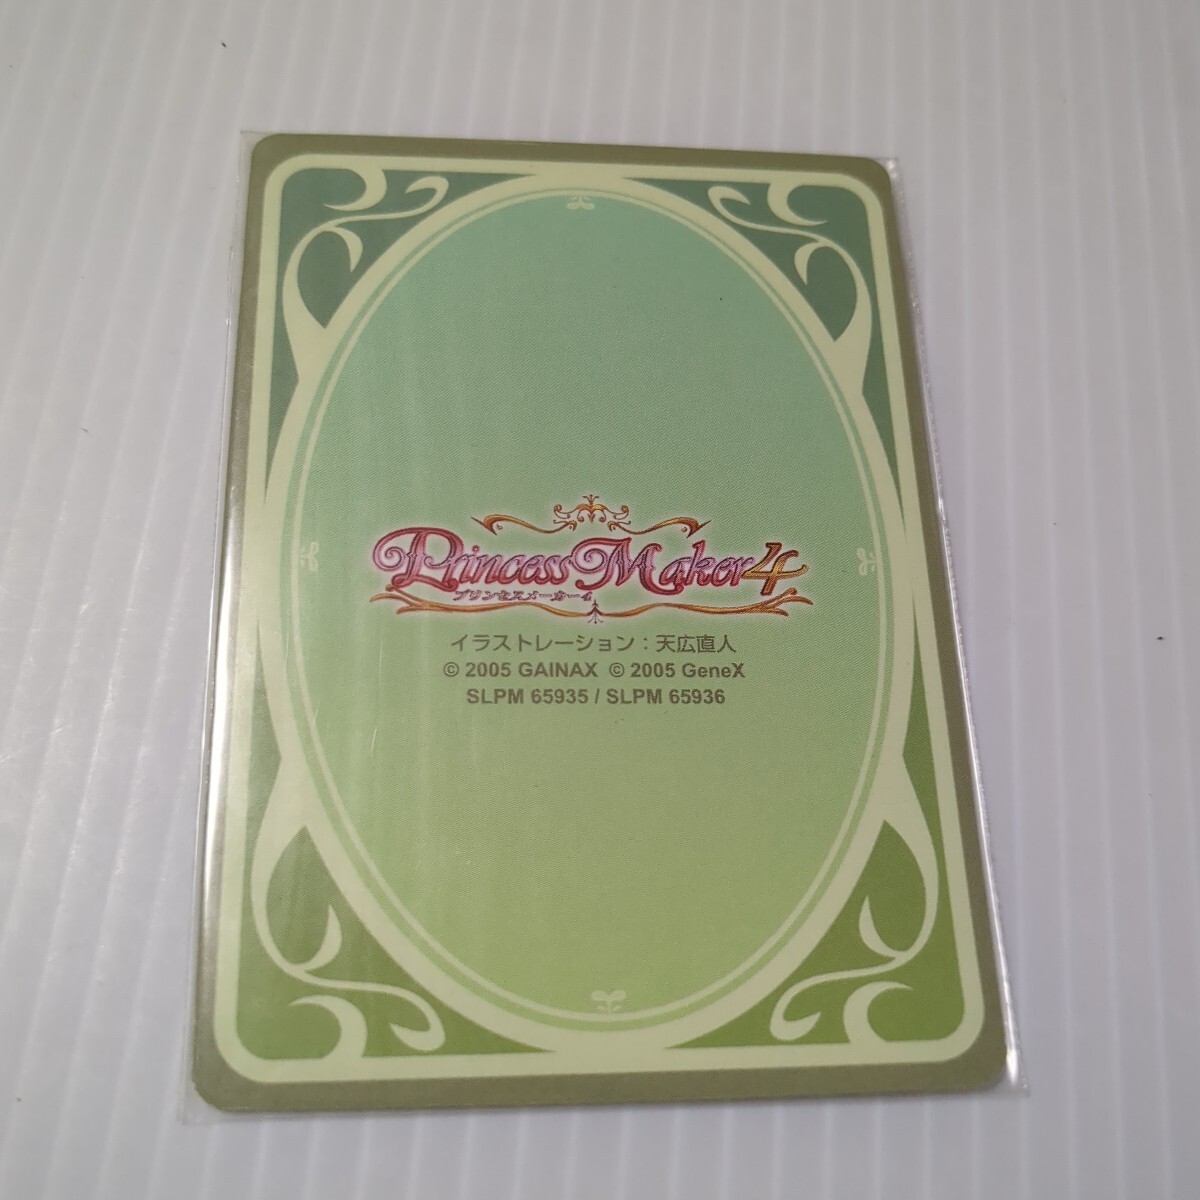 Princess Maker 4
プリンセスメーカー4
イラストレーション：天広直人
© 2005 GAINAX © 2005 GeneX
SLPM 65935 / SLPM 65936